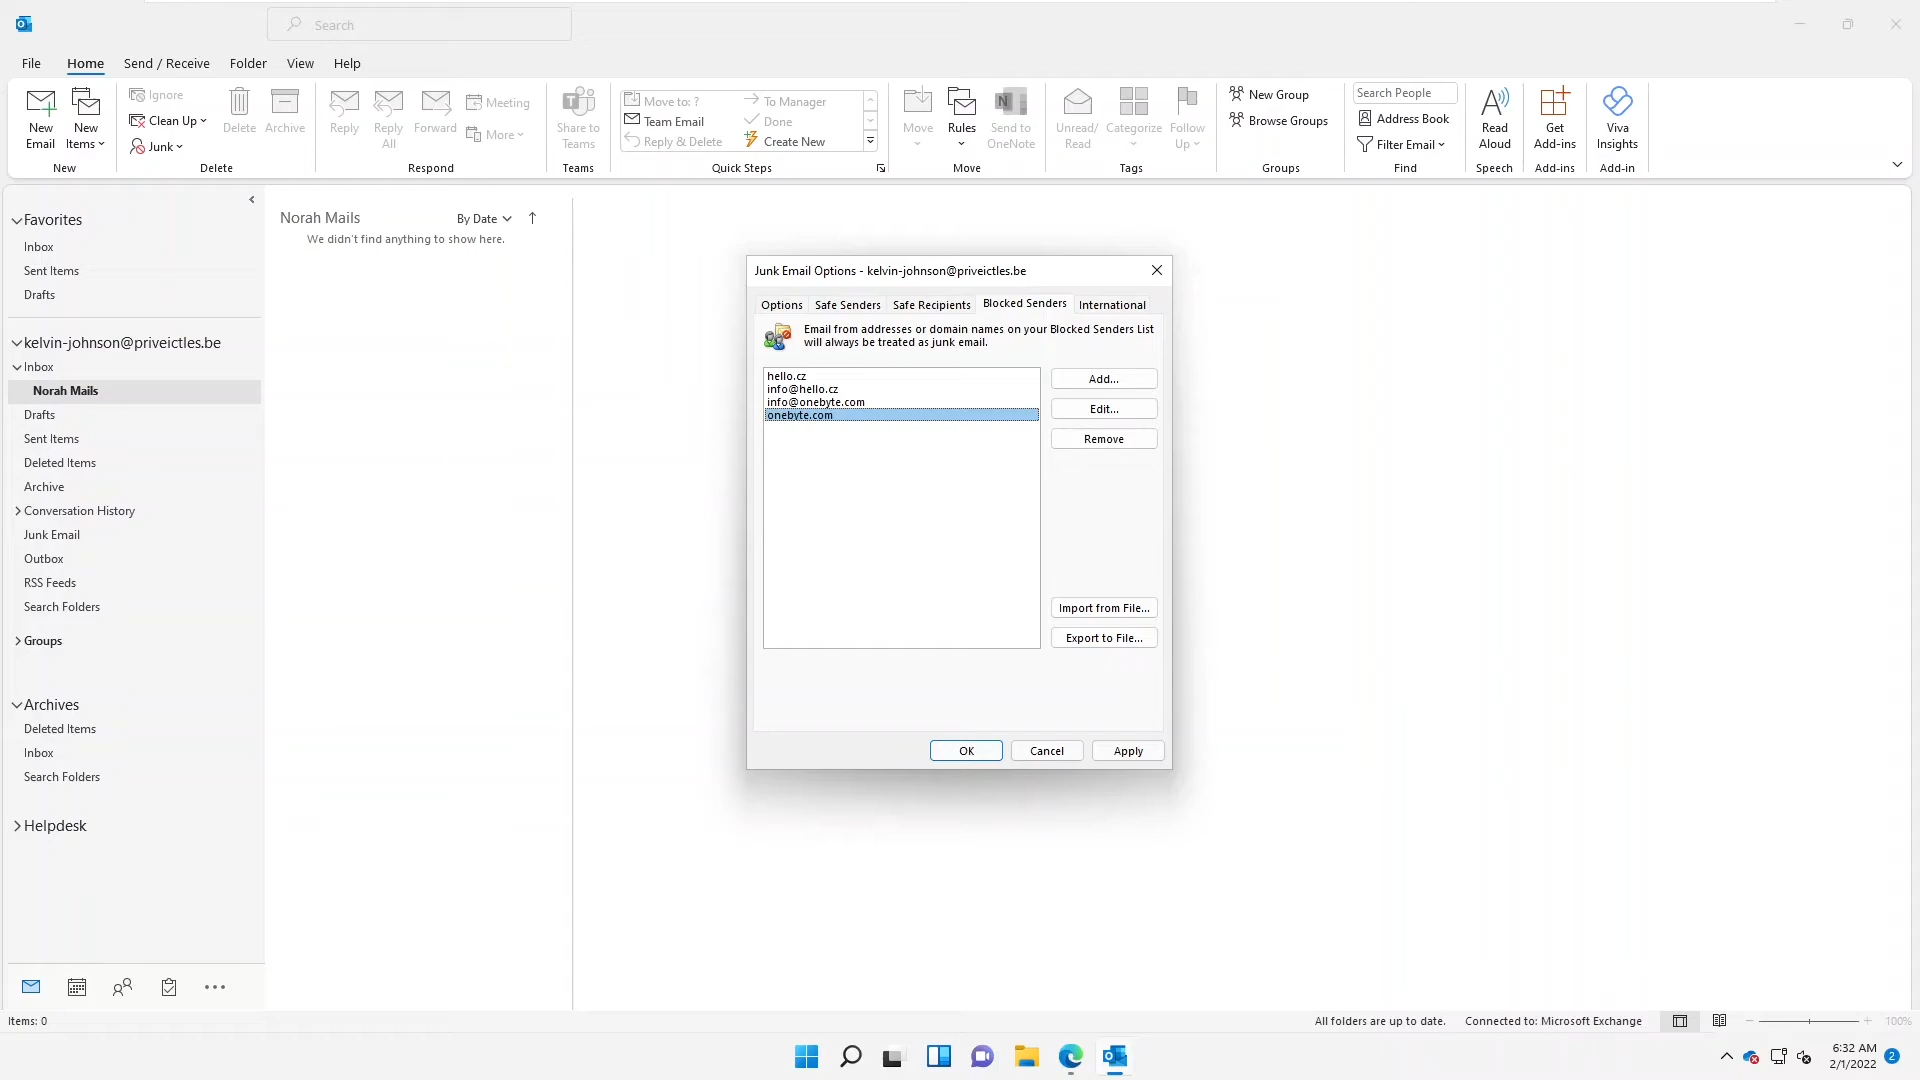 Search
File
Home
Send / Receive
Folder
View
Help
New
Email
New
Items
Ignore
Clean Up
Junk
Delete
Archive
Reply
Reply
All
Forward
Meeting
More
Share to
Teams
Move to: ?
Team Email
Reply & Delete
To Manager
Done
Create New
Move
Rules
Send to
OneNote
Unread/
Read
Categorize
Follow
Up
New Group
Browse Groups
Search People
Address Book
Filter Email
Read
Aloud
Get
Add-ins
Viva
Insights
New
Delete
Respond
Teams
Quick Steps
Move
Tags
Groups
Find
Speech
Add-ins
Add-in
Favorites
Inbox
Sent Items
Drafts
kelvin-johnson@priveictles.be
Inbox
Norah Mails
Drafts
Sent Items
Deleted Items
Archive
Conversation History
Junk Email
Outbox
RSS Feeds
Search Folders
Groups
Archives
Deleted Items
Inbox
Search Folders
Helpdesk
Norah Mails
By Date
We didn't find anything to show here.
Junk Email Options - kelvin-johnson@priveictles.be
Options
Safe Senders
Safe Recipients
Blocked Senders
International
Email from addresses or domain names on your Blocked Senders List
will always be treated as junk email.
hello.cz
info@hello.cz
info@onebyte.com
onebyte.com
Add...
Edit...
Remove
Import from File...
Export to File...
OK
Cancel
Apply
Items: 0
All folders are up to date.
Connected to: Microsoft Exchange
100%
6:32 AM
2/1/2022
2